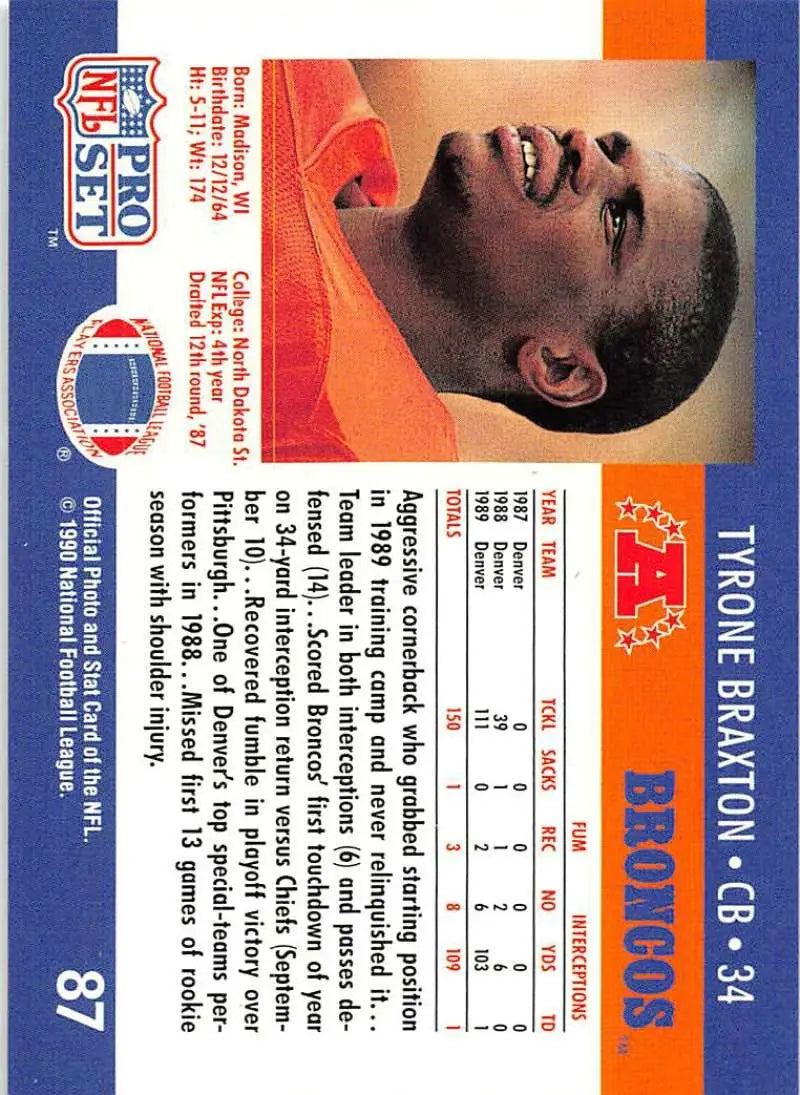 TYRONE BRAXTON • CB • 34
A BRONCOS
TM
FUM INTERCEPTIONS
YEAR TEAM TCKL SACKS REC NO YDS TD
1987 Denver 0 0 0 0 0 0
1988 Denver 39 1 1 2 6 0
1989 Denver 111 0 2 6 103 1
TOTALS 150 1 3 8 109 1
Aggressive cornerback who grabbed starting position
in 1989 training camp and never relinquished it...
Team leader in both interceptions (6) and passes de-
fensed (14)...Scored Broncos' first touchdown of year
on 34-yard interception return versus Chiefs (Septem-
ber 10)...Recovered fumble in playoff victory over
Pittsburgh...One of Denver's top special-teams per-
formers in 1988...Missed first 13 games of rookie
season with shoulder injury.
Born: Madison, WI
Birthdate: 12/12/64
Ht: 5-11; Wt: 174
College: North Dakota St.
NFL Exp: 4th year
Drafted 12th round, '87
PRO
NFL SET
TM
NATIONAL FOOTBALL LEAGUE
PLAYERS ASSOCIATION
®
Official Photo and Stat Card of the NFL.
© 1990 National Football League.
87